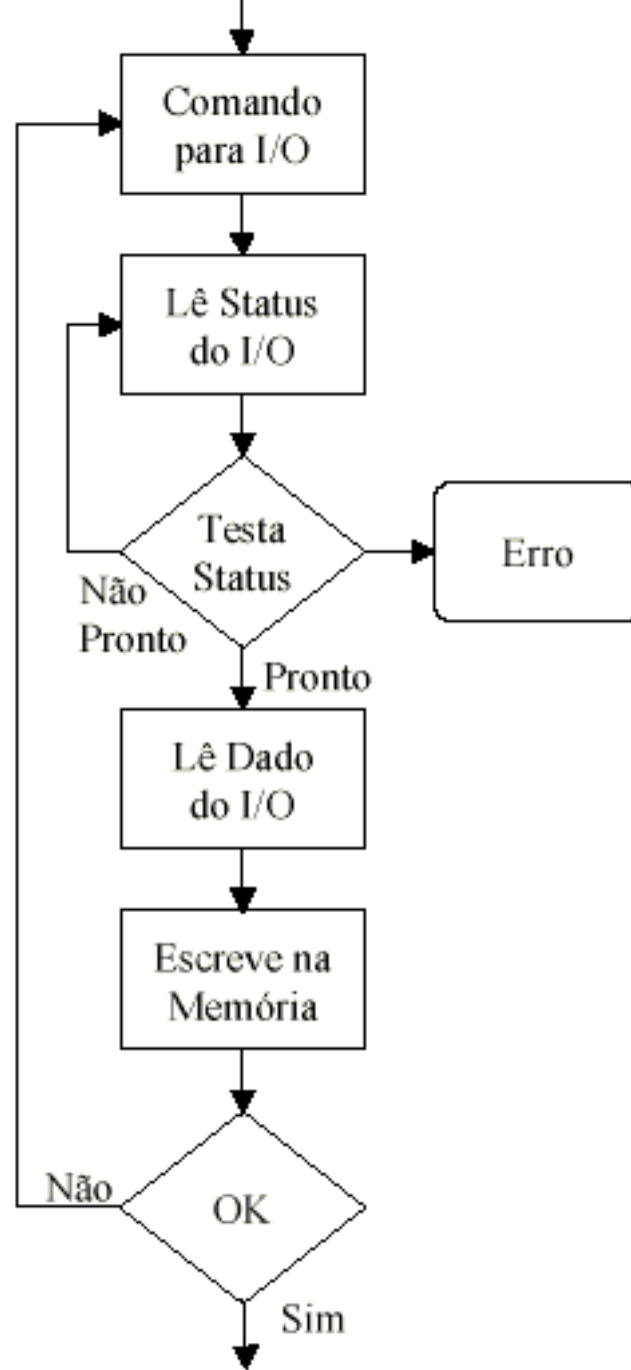 Comando
para I/O
Lê Status
do I/O
Testa
Status
Erro
Não
Pronto
Pronto
Lê Dado
do I/O
Escreve na
Memória
Não
OK
Sim